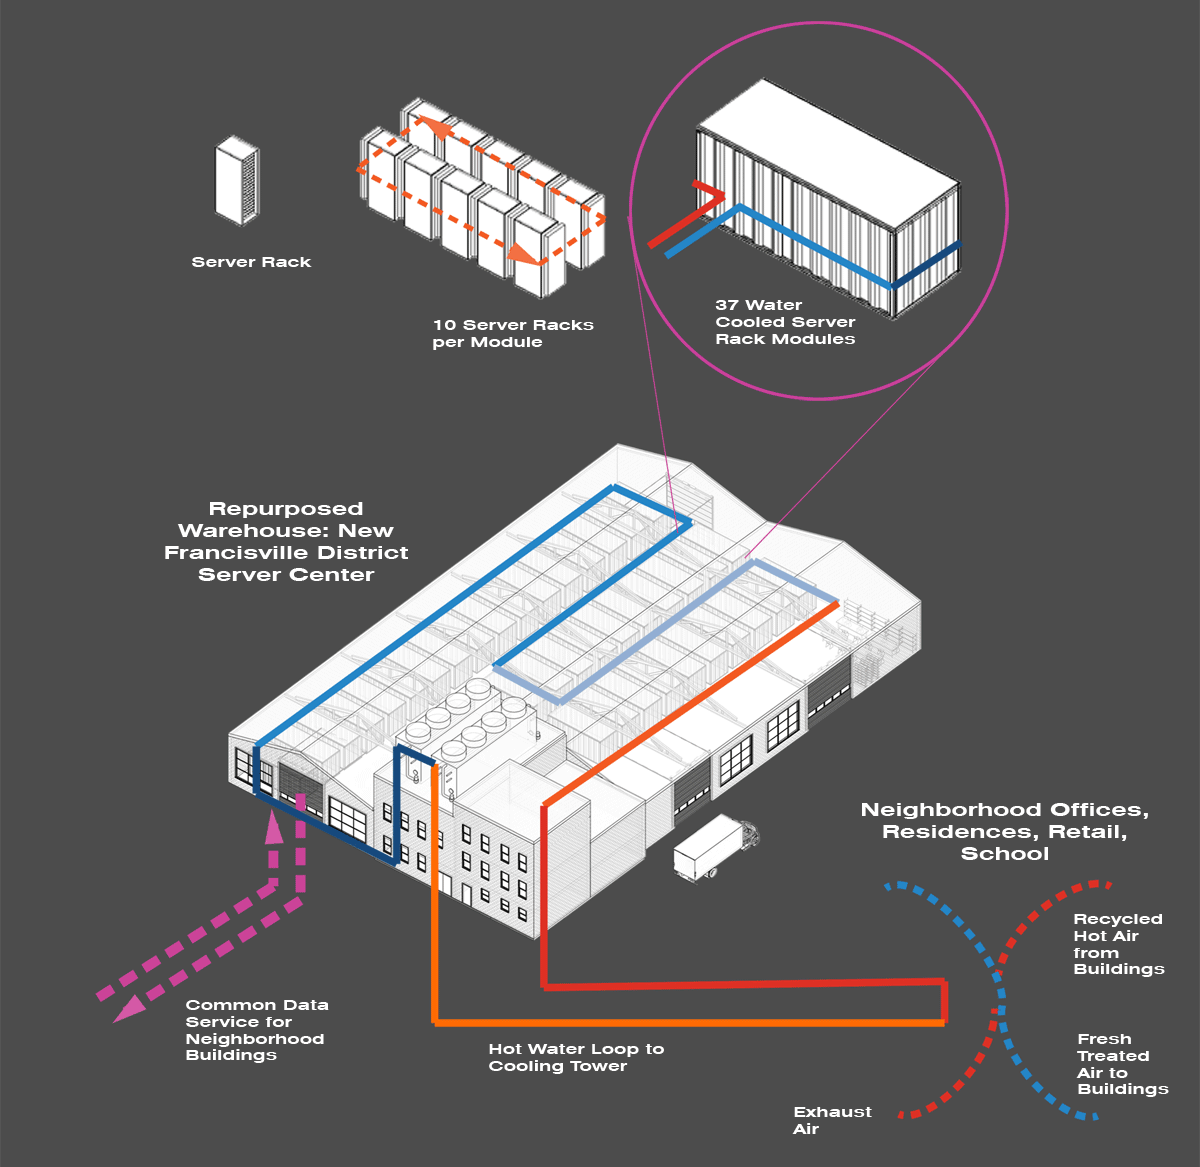 Server Rack
10 Server Racks
per Module
37 Water
Cooled Server
Rack Modules
Repurposed
Warehouse: New
Francisville District
Server Center
Neighborhood Offices,
Residences, Retail,
School
Recycled
Hot Air
from
Buildings
Common Data
Service for
Neighborhood
Buildings
Hot Water Loop to
Cooling Tower
Fresh
Treated
Air to
Buildings
Exhaust
Air